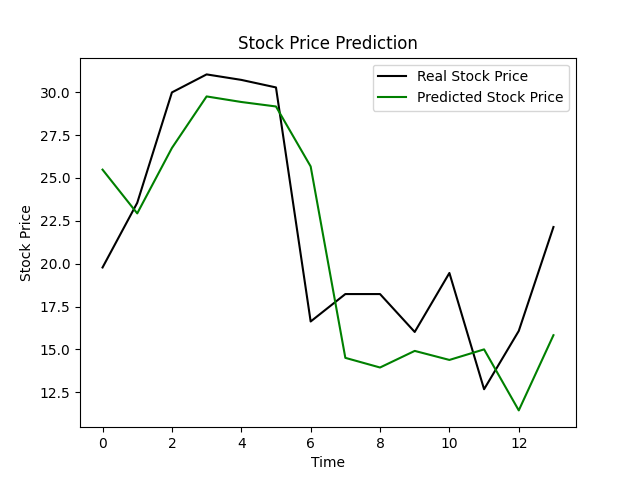 Stock Price Prediction
Real Stock Price
Predicted Stock Price
30.0
27.5
25.0
22.5
20.0
17.5
15.0
12.5
Stock Price
0 2 4 6 8 10 12
Time